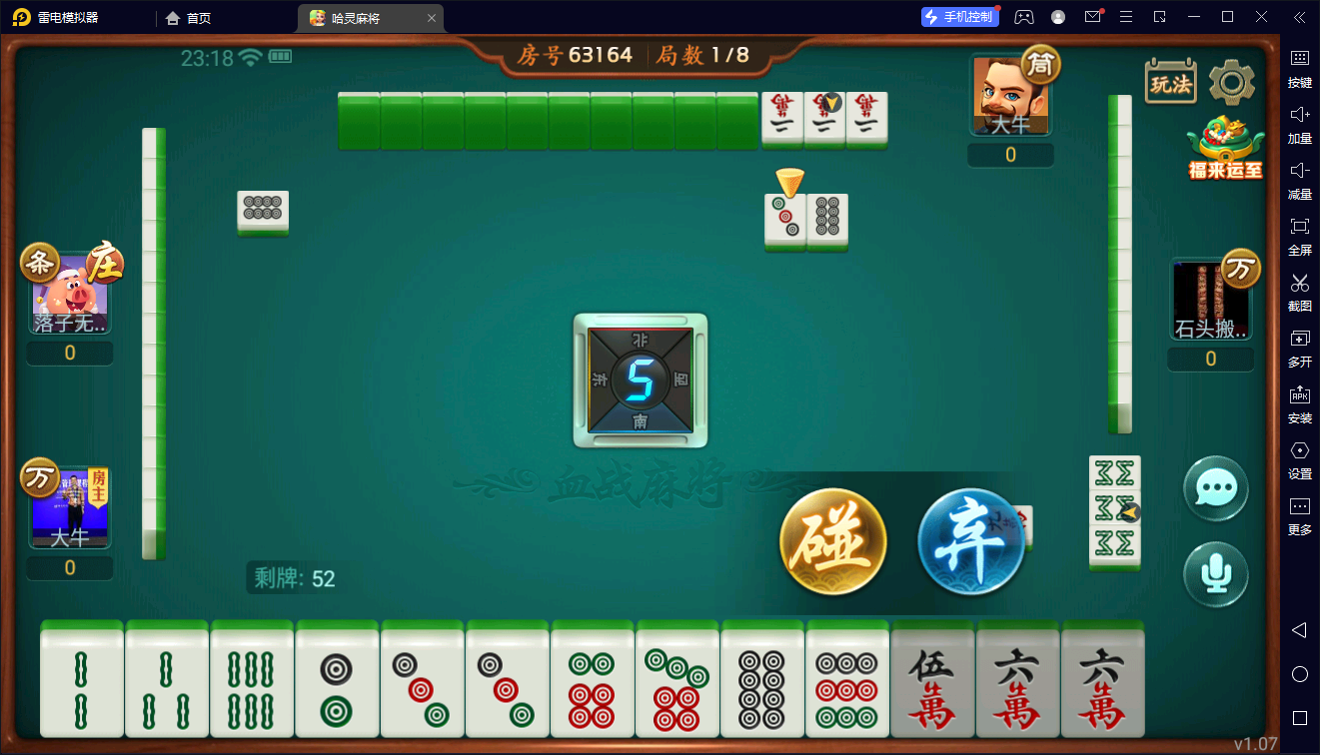 雷电模拟器
首页
哈灵麻将
手机控制
23:18
房号 63164
局数 1/8
筒
大牛
0
玩法
福来运至
条
庄
落子无..
0
万
石头搬..
0
北
东
5
西
南
血战麻将
万
房主
大牛
0
剩牌: 52
碰
弃
伍萬
六萬
六萬
按键
加量
减量
全屏
截图
多开
APK
安装
设置
更多
v1.07